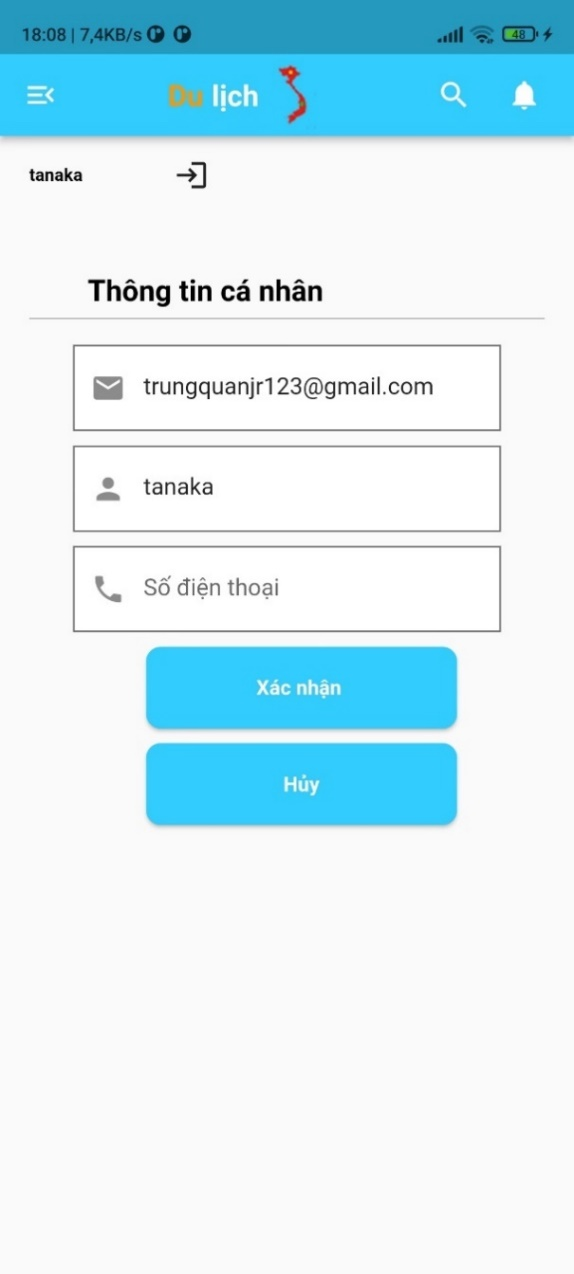 18:08 | 7,4KB/s
48
Du lịch
tanaka
Thông tin cá nhân
trungquanjr123@gmail.com
tanaka
Số điện thoại
Xác nhận
Hủy